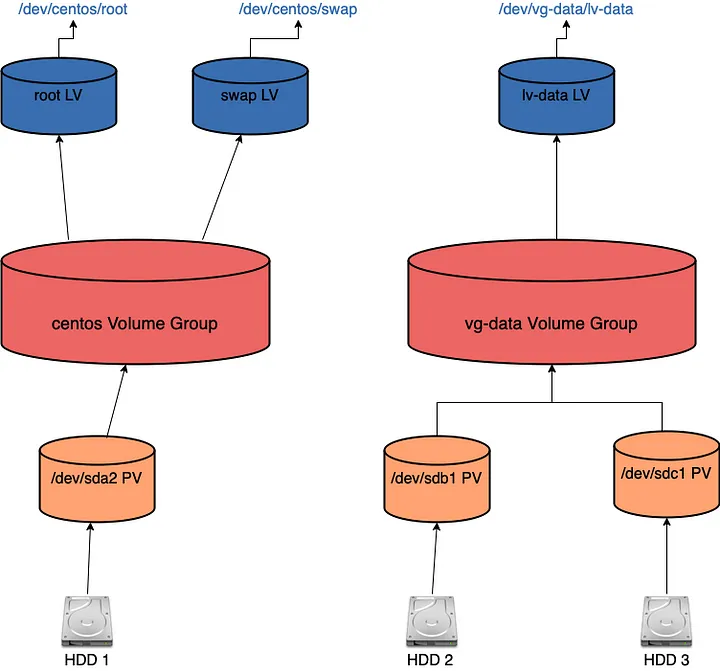 /dev/centos/root
/dev/centos/swap
/dev/vg-data/lv-data
root LV
swap LV
lv-data LV
centos Volume Group
vg-data Volume Group
/dev/sda2 PV
/dev/sdb1 PV
/dev/sdc1 PV
HDD 1
HDD 2
HDD 3